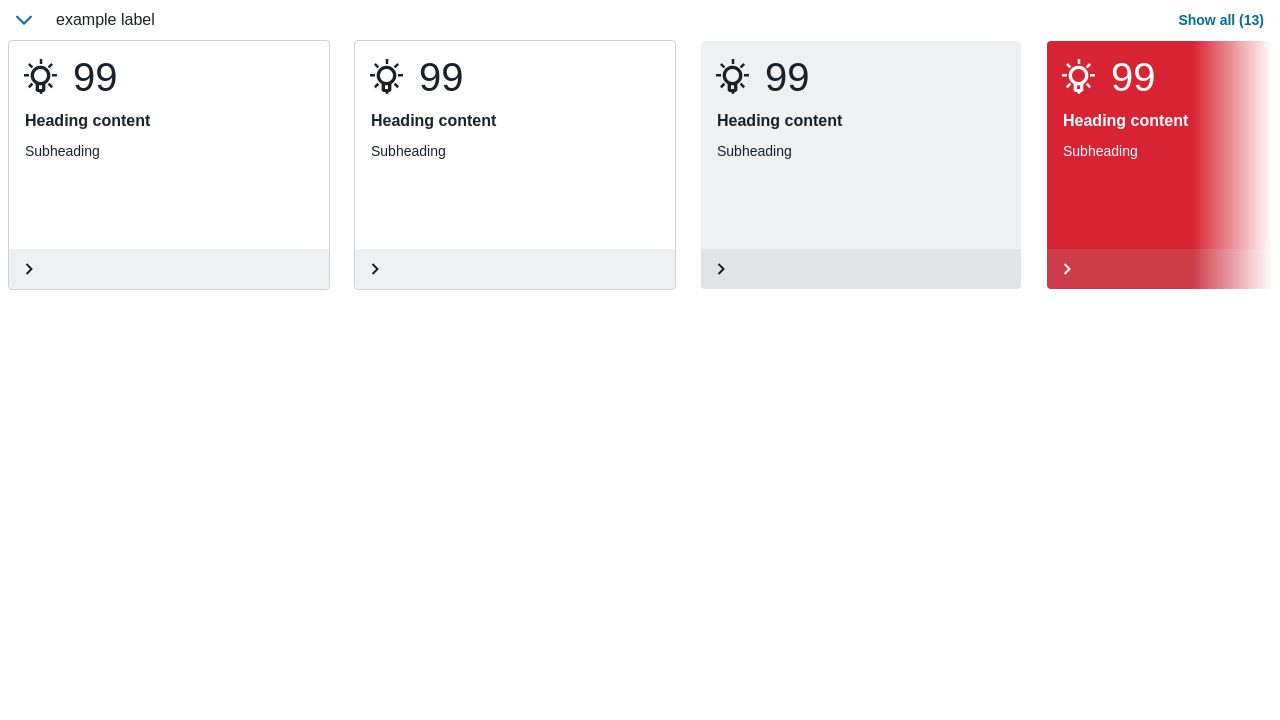 example label
Show all (13)
99
Heading content
Subheading
99
Heading content
Subheading
99
Heading content
Subheading
99
Heading content
Subheading